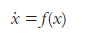 ẋ = f(x)